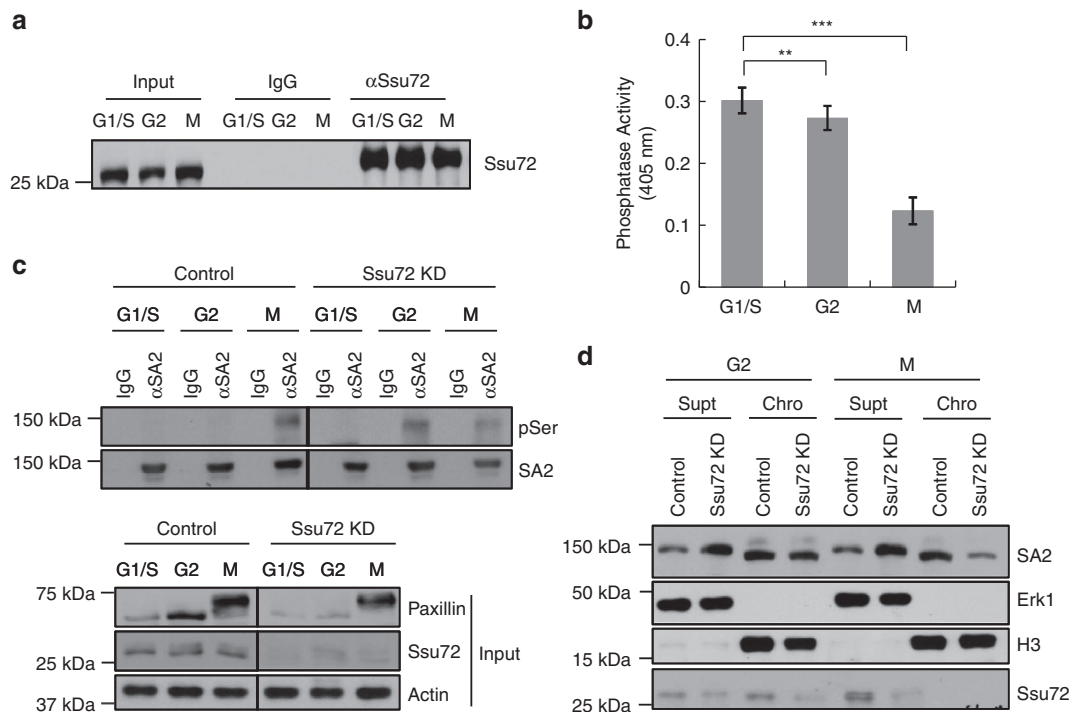 a
Input IgG αSsu72
G1/S G2 M G1/S G2 M G1/S G2 M
25 kDa
Ssu72
b
Phosphatase Activity
(405 nm)
0.4
0.3
0.2
0.1
0
**
***
G1/S G2 M
c
Control Ssu72 KD
G1/S G2 M G1/S G2 M
IgG αSA2 IgG αSA2 IgG αSA2 IgG αSA2 IgG αSA2 IgG αSA2
150 kDa pSer
150 kDa SA2
Control Ssu72 KD
G1/S G2 M G1/S G2 M
75 kDa Paxillin
Ssu72
25 kDa
Actin
37 kDa
Input
d
G2 M
Supt Chro Supt Chro
Control Ssu72 KD Control Ssu72 KD Control Ssu72 KD Control Ssu72 KD
150 kDa SA2
50 kDa Erk1
H3
15 kDa
Ssu72
25 kDa